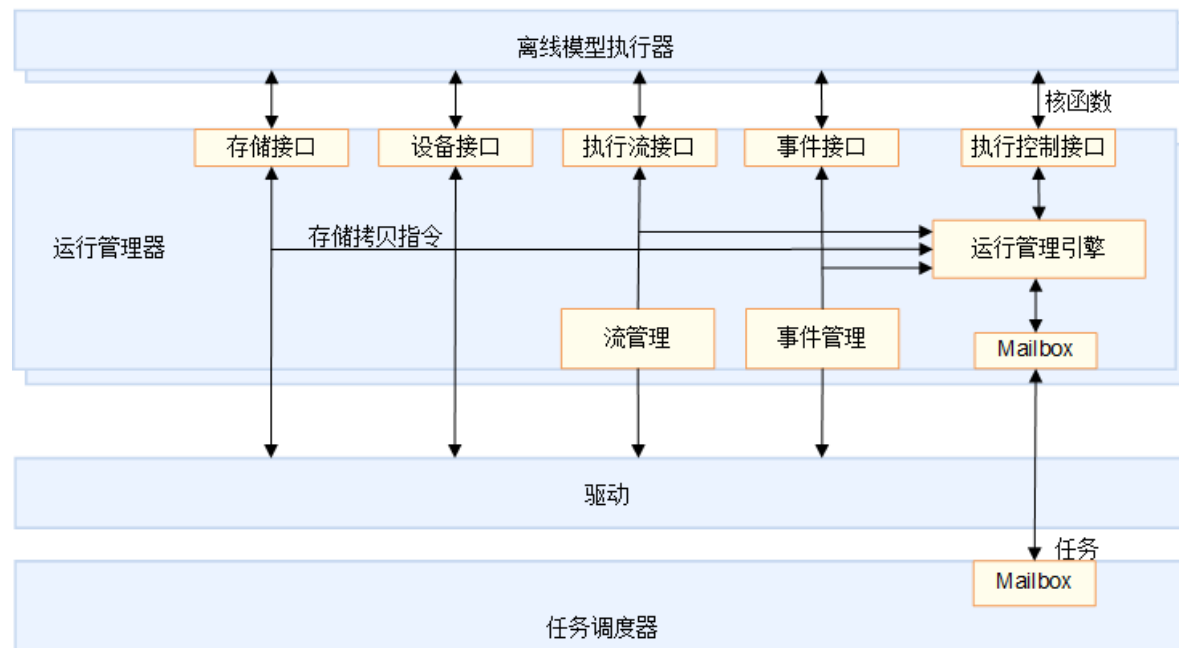 离线模型执行器
核函数
存储接口
设备接口
执行流接口
事件接口
执行控制接口
运行管理器
存储拷贝指令
运行管理引擎
流管理
事件管理
Mailbox
驱动
任务
Mailbox
任务调度器